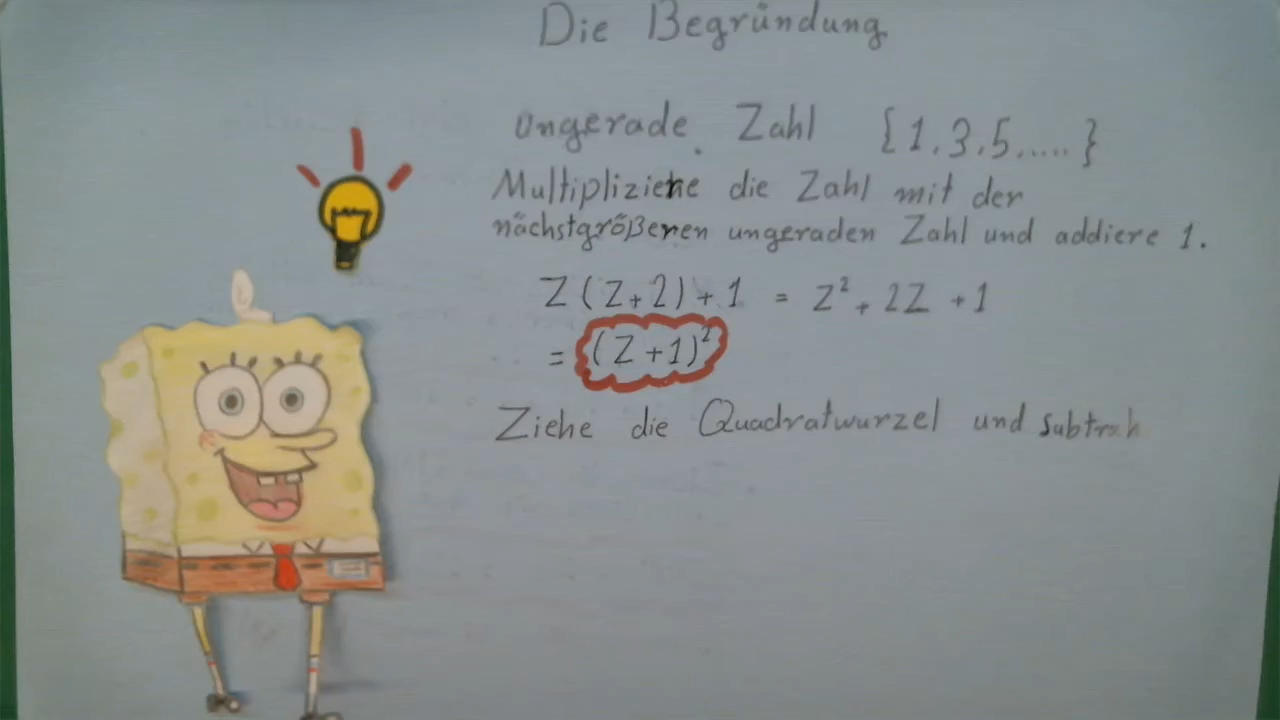 Die Begründung
ungerade Zahl {1,3,5,.....}
Multipliziere die Zahl mit der
nächstgrößeren ungeraden Zahl und addiere 1.
Z(Z+2)+1 = Z²+2Z+1
= (Z+1)²
Ziehe die Quadratwurzel und subtrah